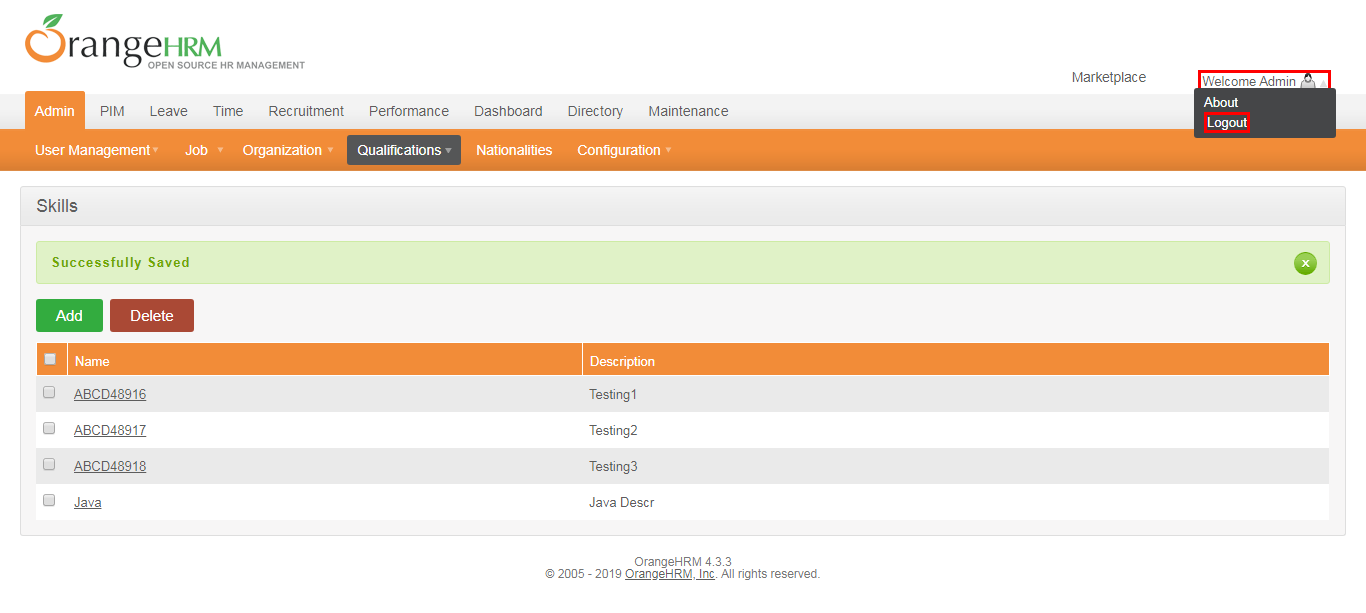 OrangeHRM
OPEN SOURCE HR MANAGEMENT
Marketplace
Welcome Admin
About
Logout
Admin PIM Leave Time Recruitment Performance Dashboard Directory Maintenance
User Management Job Organization Qualifications Nationalities Configuration
Skills
Successfully Saved
x
Add Delete
Name Description
ABCD48916 Testing1
ABCD48917 Testing2
ABCD48918 Testing3
Java Java Descr
OrangeHRM 4.3.3
© 2005 - 2019 OrangeHRM, Inc. All rights reserved.